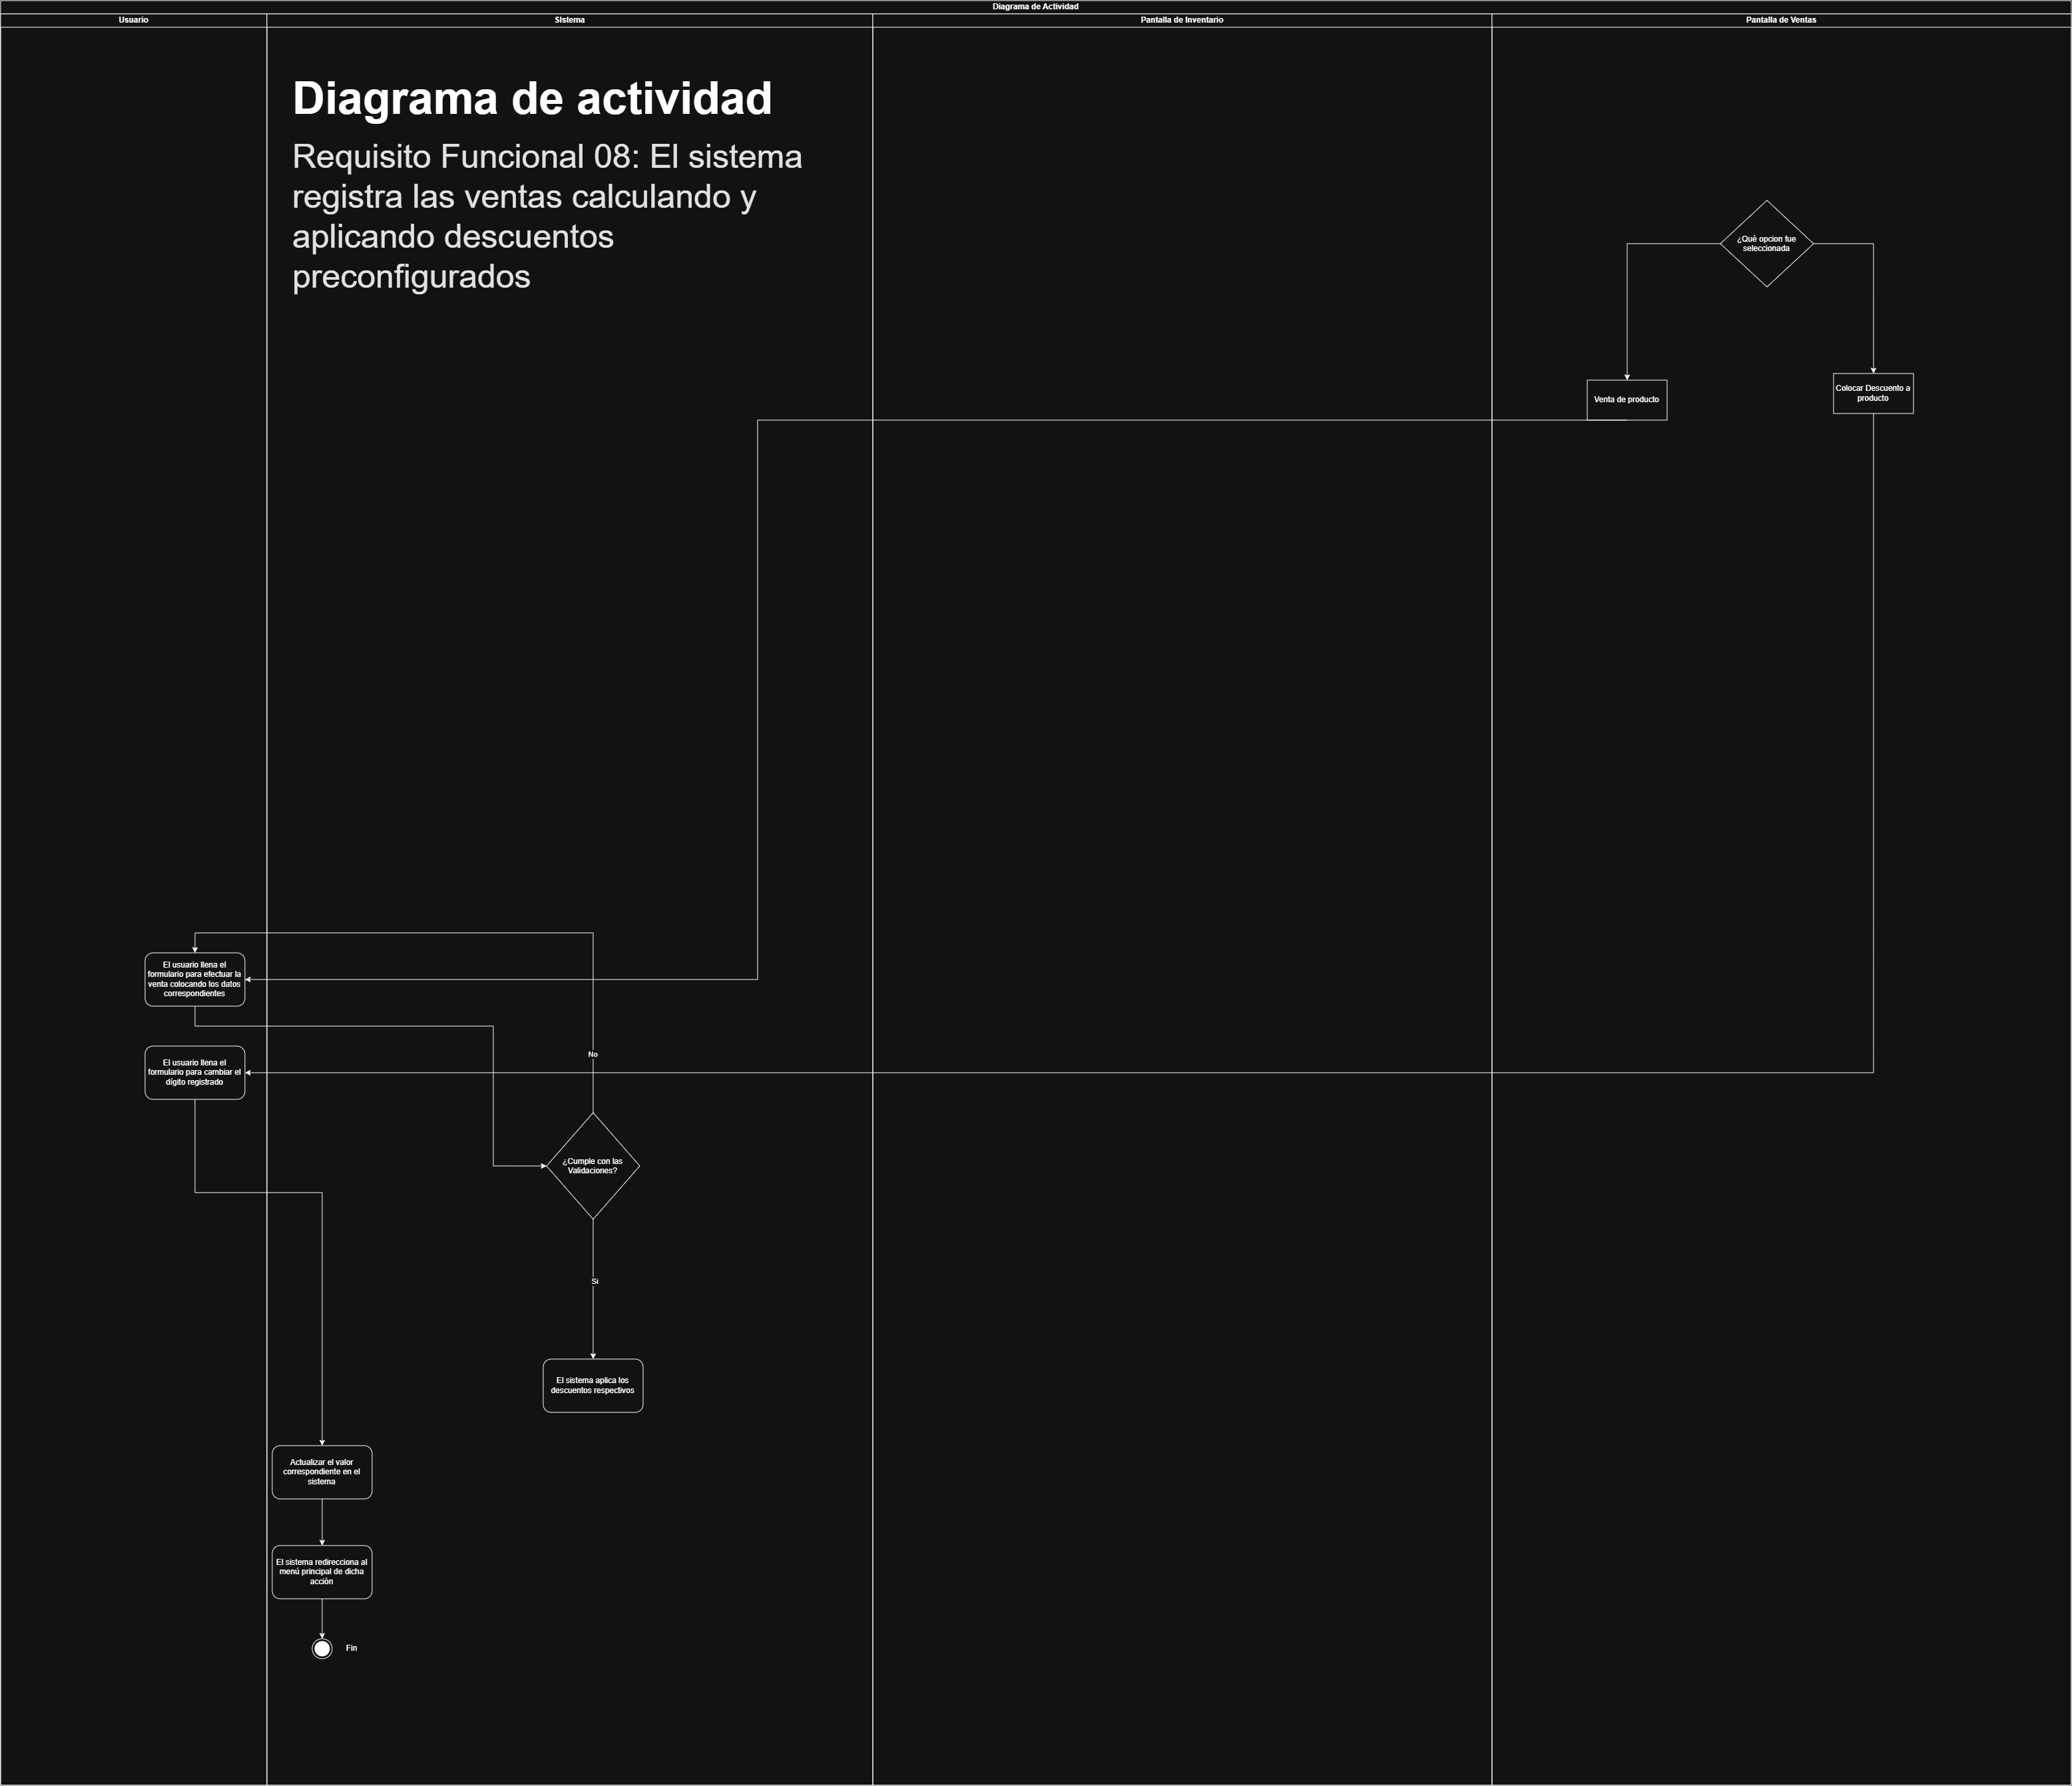 Diagrama de Actividad
Usuario
SIstema
Pantalla de Inventario
Pantalla de Ventas
Diagrama de actividad
Requisito Funcional 08: El sistema
registra las ventas calculando y
aplicando descuentos
preconfigurados
¿Qué opcion fue
seleccionada
Venta de producto
Colocar Descuento a
producto
El usuario llena el
formulario para efectuar la
venta colocando los datos
correspondientes
No
El usuario llena el
formulario para cambiar el
dígito registrado
¿Cumple con las
Validaciones?
Sí
El sistema aplica los
descuentos respectivos
Actualizar el valor
correspondiente en el
sistema
El sistema redirecciona al
menú principal de dicha
acción
Fin